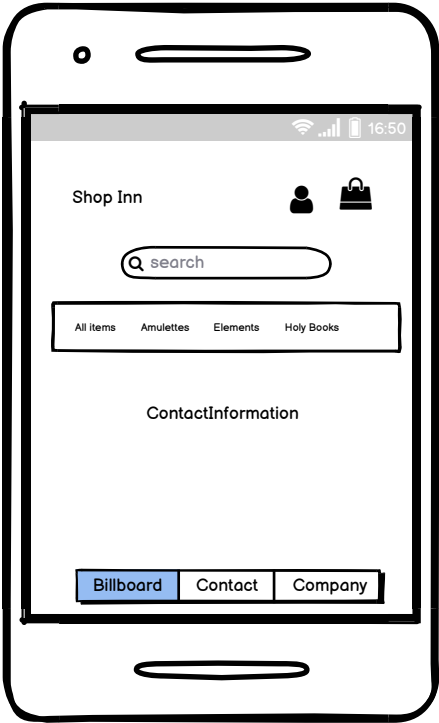 16:50
Shop Inn
search
All items Amulettes Elements Holy Books
ContactInformation
Billboard Contact Company